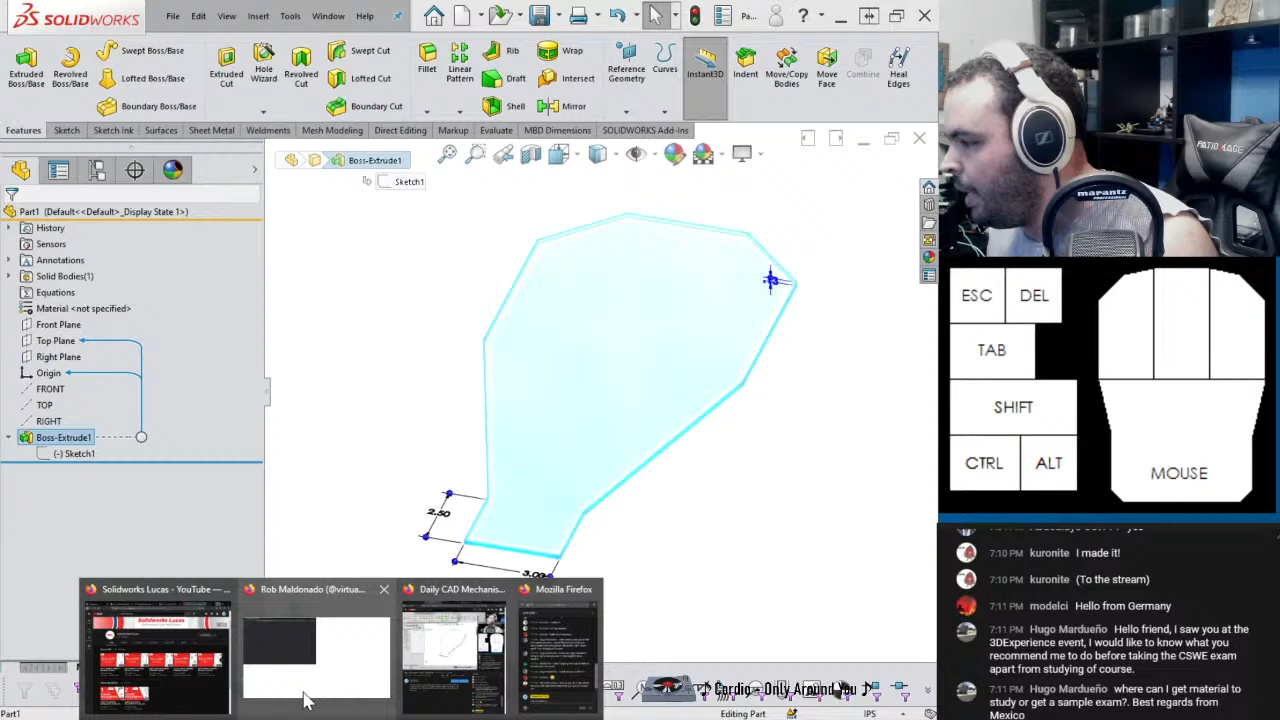 SOLIDWORKS
File
Edit
View
Insert
Tools
Window
Help
Pa...
Extruded Boss/Base
Revolved Boss/Base
Swept Boss/Base
Lofted Boss/Base
Boundary Boss/Base
Extruded Cut
Hole Wizard
Revolved Cut
Swept Cut
Lofted Cut
Boundary Cut
Fillet
Linear Pattern
Rib
Draft
Shell
Wrap
Intersect
Mirror
Reference Geometry
Curves
Instant3D
Indent
Move/Copy Bodies
Move Face
Combine
Heal Edges
Features
Sketch
Sketch Ink
Surfaces
Sheet Metal
Weldments
Mesh Modeling
Direct Editing
Markup
Evaluate
MBD Dimensions
SOLIDWORKS Add-Ins
Boss-Extrude1
Sketch1
Part1 (Default<<Default>_Display State 1>)
History
Sensors
Annotations
Solid Bodies(1)
Equations
Material <not specified>
Front Plane
Top Plane
Right Plane
Origin
FRONT
TOP
RIGHT
Boss-Extrude1
(-) Sketch1
2.50
3.00
Solidworks Lucas - YouTube — ...
Rob Maldonado (@virtua...
Daily CAD Mechanis...
Mozilla Firefox
Editing Part
IPS
PATIOMAGE
marantz
PROFESSIONAL
ESC
DEL
TAB
SHIFT
CTRL
ALT
MOUSE
7:10 PM kuronite I made it!
7:10 PM kuronite (To the stream)
7:11 PM modelci Hello from Germany
7:11 PM Hugo Mardueño Hello friend, I saw you a
3dexperience event, I would like to know what you
recommend me to do before taking the CSWE exam
apart from studying of course.
7:11 PM Hugo Mardueño where can I get material to
study or get a sample exam?. Best regards from
Mexico